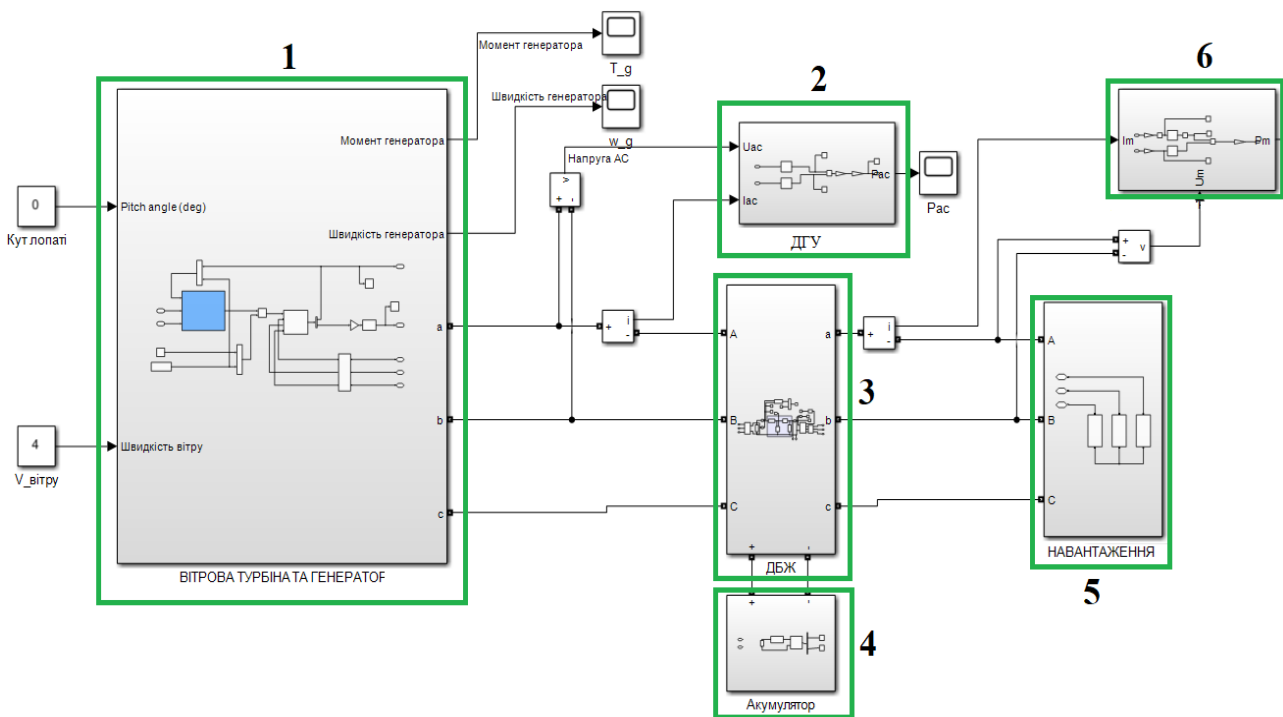 1
Момент генератора
T_g
2
6
Швидкість генератора
w_g
Напруга AC
Момент генератора
Uac
Pac
Iac
Pac
Im
Pm
Um
0
Pitch angle (deg)
Кут лопаті
Швидкість генератора
ДГУ
v
+
-
v
+
-
a
+
i
-
A
a
+
i
-
A
3
4
Швидкість вітру
V_вітру
b
B
b
B
c
C
c
C
+
-
ВІТРОВА ТУРБІНА ТА ГЕНЕРАТОР
ДБЖ
НАВАНТАЖЕННЯ
5
+
-
4
Акумулятор